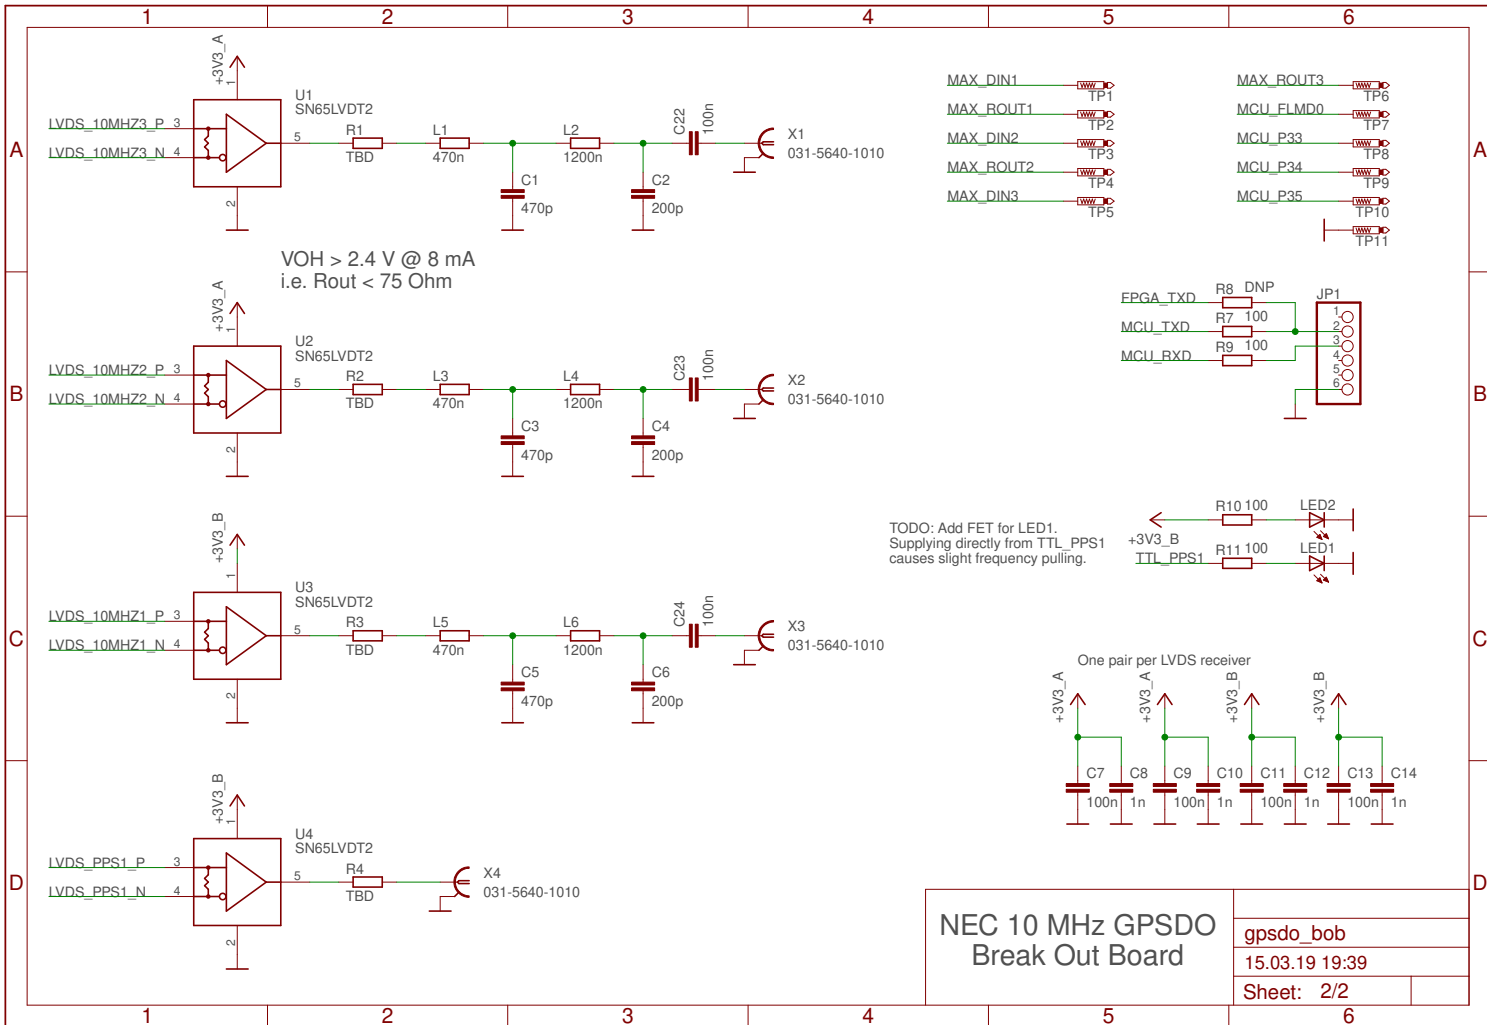 1 2 3 4 5 6
A
+3V3_A
1
U1
SN65LVDT2
LVDS_10MHZ3_P 3
LVDS_10MHZ3_N 4
5
2
R1
TBD
L1
470n
C1
470p
L2
1200n
C2
200p
C22
100n
X1
031-5640-1010
VOH > 2.4 V @ 8 mA
i.e. Rout < 75 Ohm
MAX_DIN1
TP1
MAX_ROUT1
TP2
MAX_DIN2
TP3
MAX_ROUT2
TP4
MAX_DIN3
TP5
MAX_ROUT3
TP6
MCU_FLMD0
TP7
MCU_P33
TP8
MCU_P34
TP9
MCU_P35
TP10
TP11
A
B
+3V3_A
1
U2
SN65LVDT2
LVDS_10MHZ2_P 3
LVDS_10MHZ2_N 4
5
2
R2
TBD
L3
470n
C3
470p
L4
1200n
C4
200p
C23
100n
X2
031-5640-1010
FPGA_TXD
R8 DNP
MCU_TXD
R7 100
MCU_RXD
R9 100
JP1
1
2
3
4
5
6
B
C
+3V3_B
1
U3
SN65LVDT2
LVDS_10MHZ1_P 3
LVDS_10MHZ1_N 4
5
2
R3
TBD
L5
470n
C5
470p
L6
1200n
C6
200p
C24
100n
X3
031-5640-1010
TODO: Add FET for LED1.
Supplying directly from TTL_PPS1
causes slight frequency pulling.
+3V3_B
R10 100
LED2
TTL_PPS1
R11 100
LED1
One pair per LVDS receiver
+3V3_A
+3V3_A
+3V3_B
+3V3_B
C7 C8 C9 C10 C11 C12 C13 C14
100n 1n 100n 1n 100n 1n 100n 1n
C
D
+3V3_B
1
U4
SN65LVDT2
LVDS_PPS1_P 3
LVDS_PPS1_N 4
5
2
R4
TBD
X4
031-5640-1010
D
NEC 10 MHz GPSDO
Break Out Board
gpsdo_bob
15.03.19 19:39
Sheet: 2/2
1 2 3 4 5 6